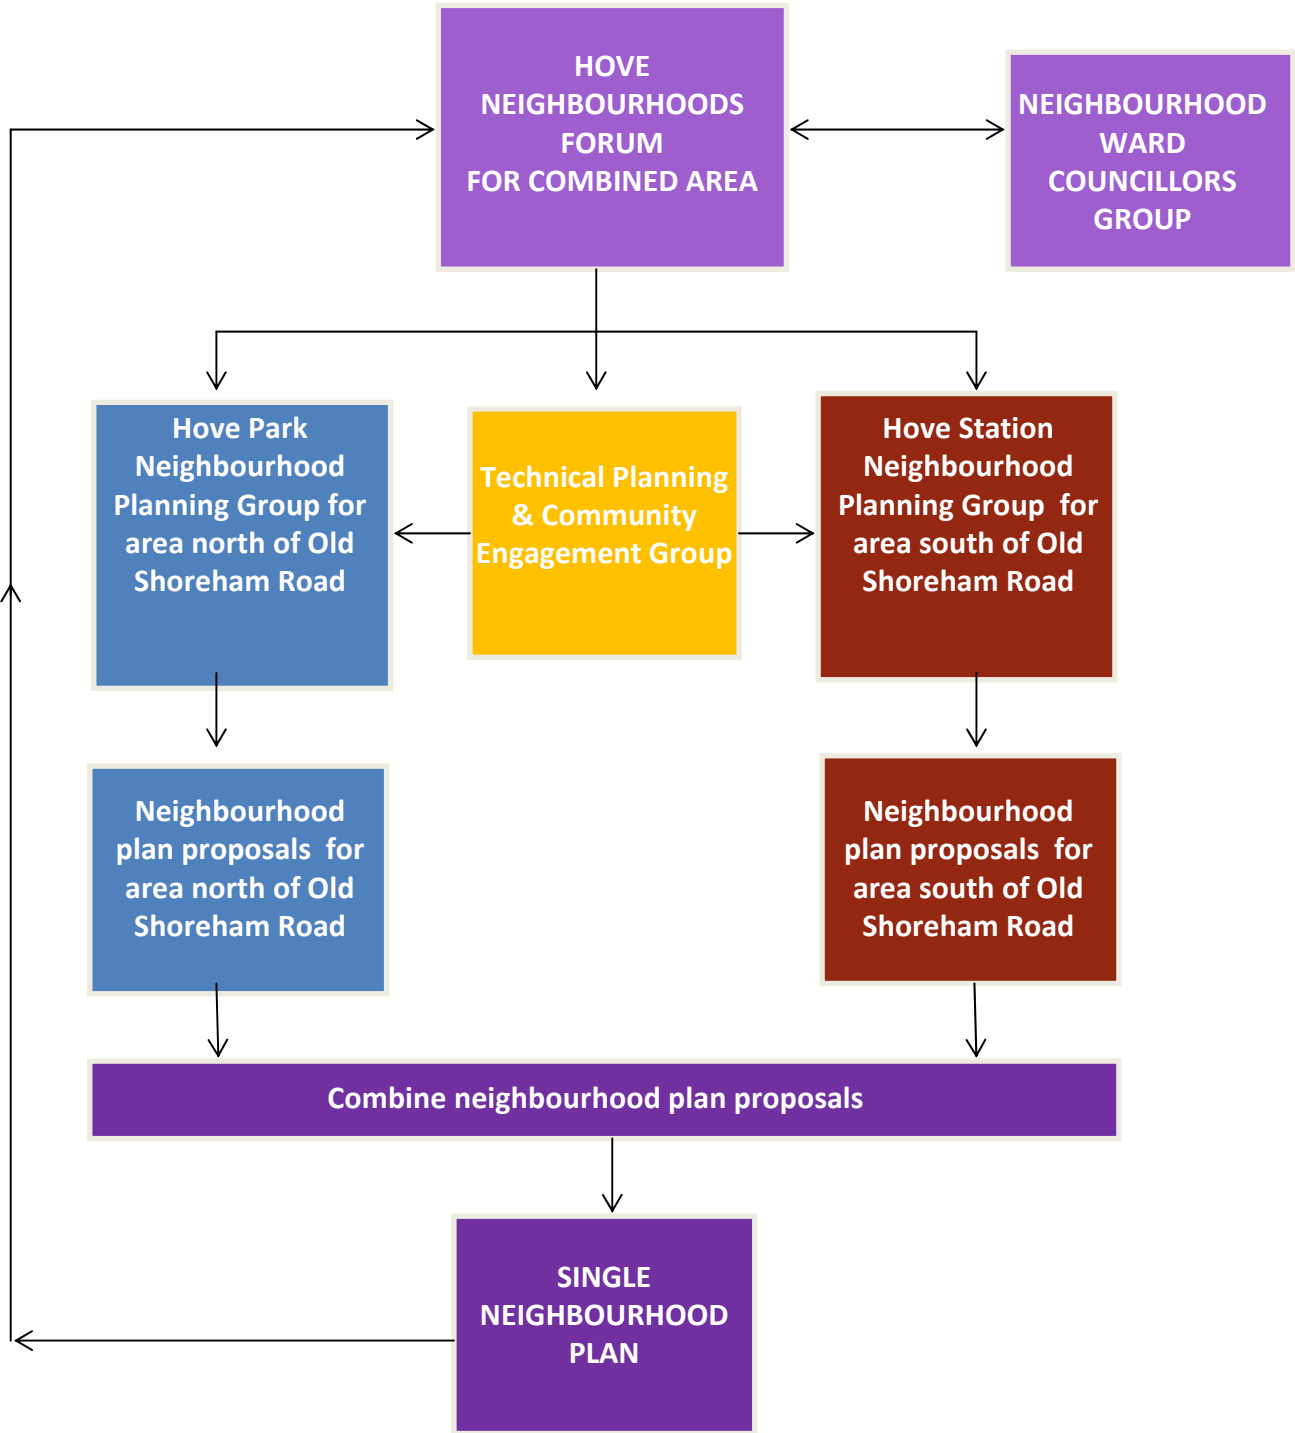 HOVE
NEIGHBOURHOODS
FORUM
FOR COMBINED AREA
NEIGHBOURHOOD
WARD
COUNCILLORS
GROUP
Hove Park
Neighbourhood
Planning Group for
area north of Old
Shoreham Road
Technical Planning
& Community
Engagement Group
Hove Station
Neighbourhood
Planning Group for
area south of Old
Shoreham Road
Neighbourhood
plan proposals for
area north of Old
Shoreham Road
Neighbourhood
plan proposals for
area south of Old
Shoreham Road
Combine neighbourhood plan proposals
SINGLE
NEIGHBOURHOOD
PLAN